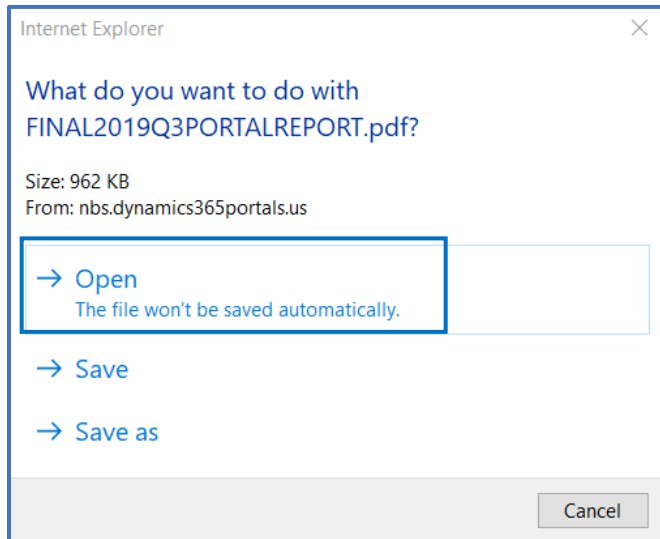 Internet Explorer
What do you want to do with
FINAL2019Q3PORTALREPORT.pdf?
Size: 962 KB
From: nbs.dynamics365portals.us
Open
The file won't be saved automatically.
Save
Save as
Cancel